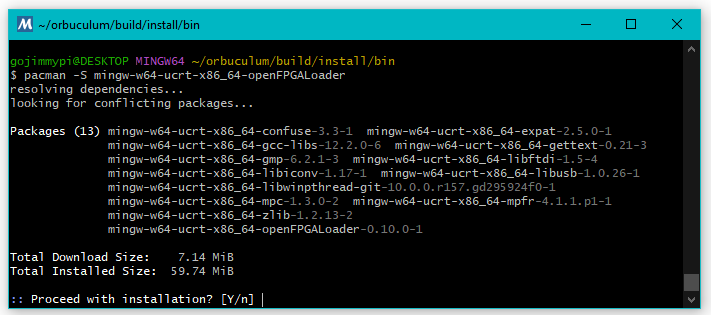 M ~/orbuculum/build/install/bin
gojimmypi@DESKTOP MINGW64 ~/orbuculum/build/install/bin
$ pacman -S mingw-w64-ucrt-x86_64-openFPGALoader
resolving dependencies...
looking for conflicting packages...
Packages (13) mingw-w64-ucrt-x86_64-confuse-3.3-1  mingw-w64-ucrt-x86_64-expat-2.5.0-1
mingw-w64-ucrt-x86_64-gcc-libs-12.2.0-6  mingw-w64-ucrt-x86_64-gettext-0.21-3
mingw-w64-ucrt-x86_64-gmp-6.2.1-3  mingw-w64-ucrt-x86_64-libftdi-1.5-4
mingw-w64-ucrt-x86_64-libiconv-1.17-1  mingw-w64-ucrt-x86_64-libusb-1.0.26-1
mingw-w64-ucrt-x86_64-libwinpthread-git-10.0.0.r157.gd295924f0-1
mingw-w64-ucrt-x86_64-mpc-1.3.0-2  mingw-w64-ucrt-x86_64-mpfr-4.1.1.p1-1
mingw-w64-ucrt-x86_64-zlib-1.2.13-2
mingw-w64-ucrt-x86_64-openFPGALoader-0.10.0-1
Total Download Size:    7.14 MiB
Total Installed Size:  59.74 MiB
:: Proceed with installation? [Y/n]